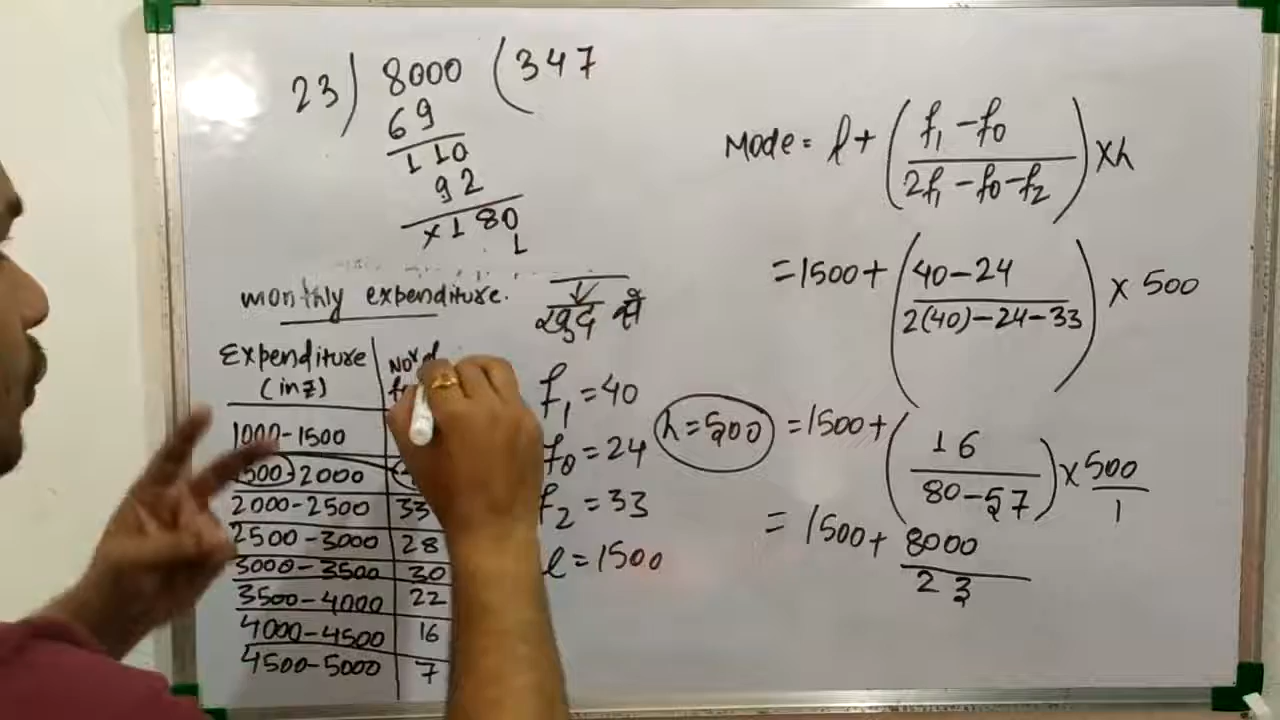 23) 8000 (347
69
110
92
×180
1
monthly expenditure.
खुद से
Expenditure
(in ₹)
No. of
1000-1500
1500-2000
2000-2500 33
2500-3000 28
3000-3500 30
3500-4000 22
4000-4500 16
4500-5000 7
f₁ = 40
f₀ = 24
f₂ = 33
l = 1500
h = 500
Mode = l + (f₁ - f₀ / 2f₁ - f₀ - f₂) × h
= 1500 + (40 - 24 / 2(40) - 24 - 33) × 500
= 1500 + (16 / 80 - 57) × 500 / 1
= 1500 + 8000 / 23